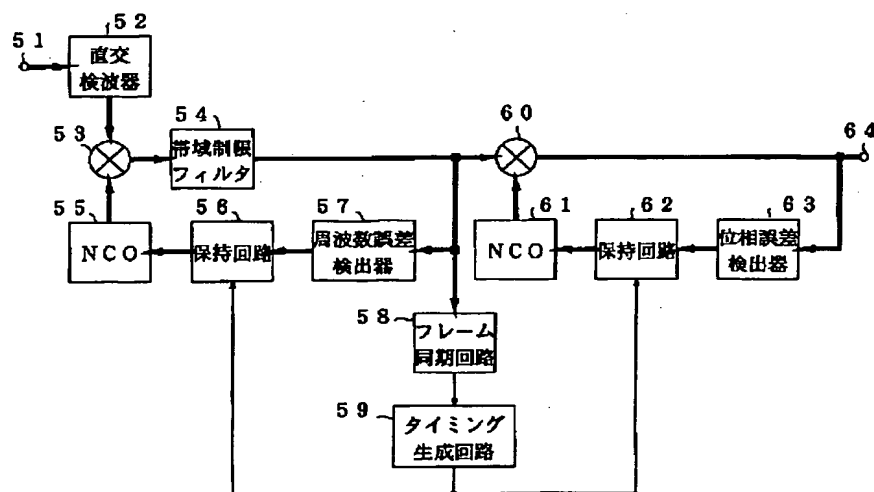 51
52
直交
検波器
53
54
帯域制限
フィルタ
55
NCO
56
保持回路
57
周波数誤差
検出器
58
フレーム
同期回路
59
タイミング
生成回路
60
61
NCO
62
保持回路
63
位相誤差
検出器
64